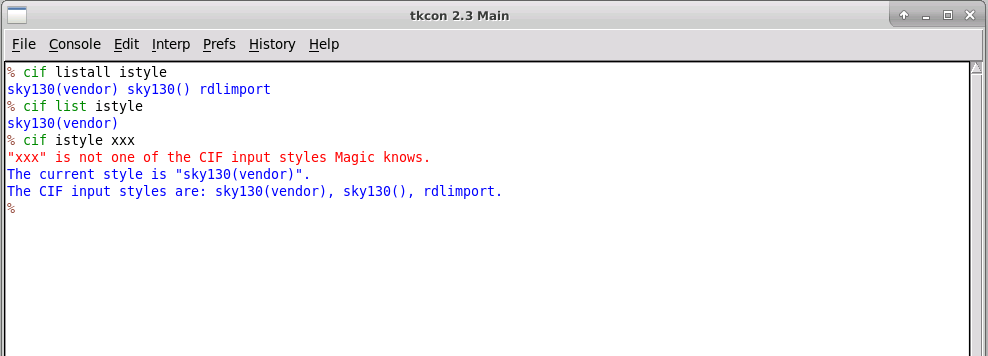 tkcon 2.3 Main
File Console Edit Interp Prefs History Help
% cif listall istyle
sky130(vendor) sky130() rdlimport
% cif list istyle
sky130(vendor)
% cif istyle xxx
"xxx" is not one of the CIF input styles Magic knows.
The current style is "sky130(vendor)".
The CIF input styles are: sky130(vendor), sky130(), rdlimport.
%